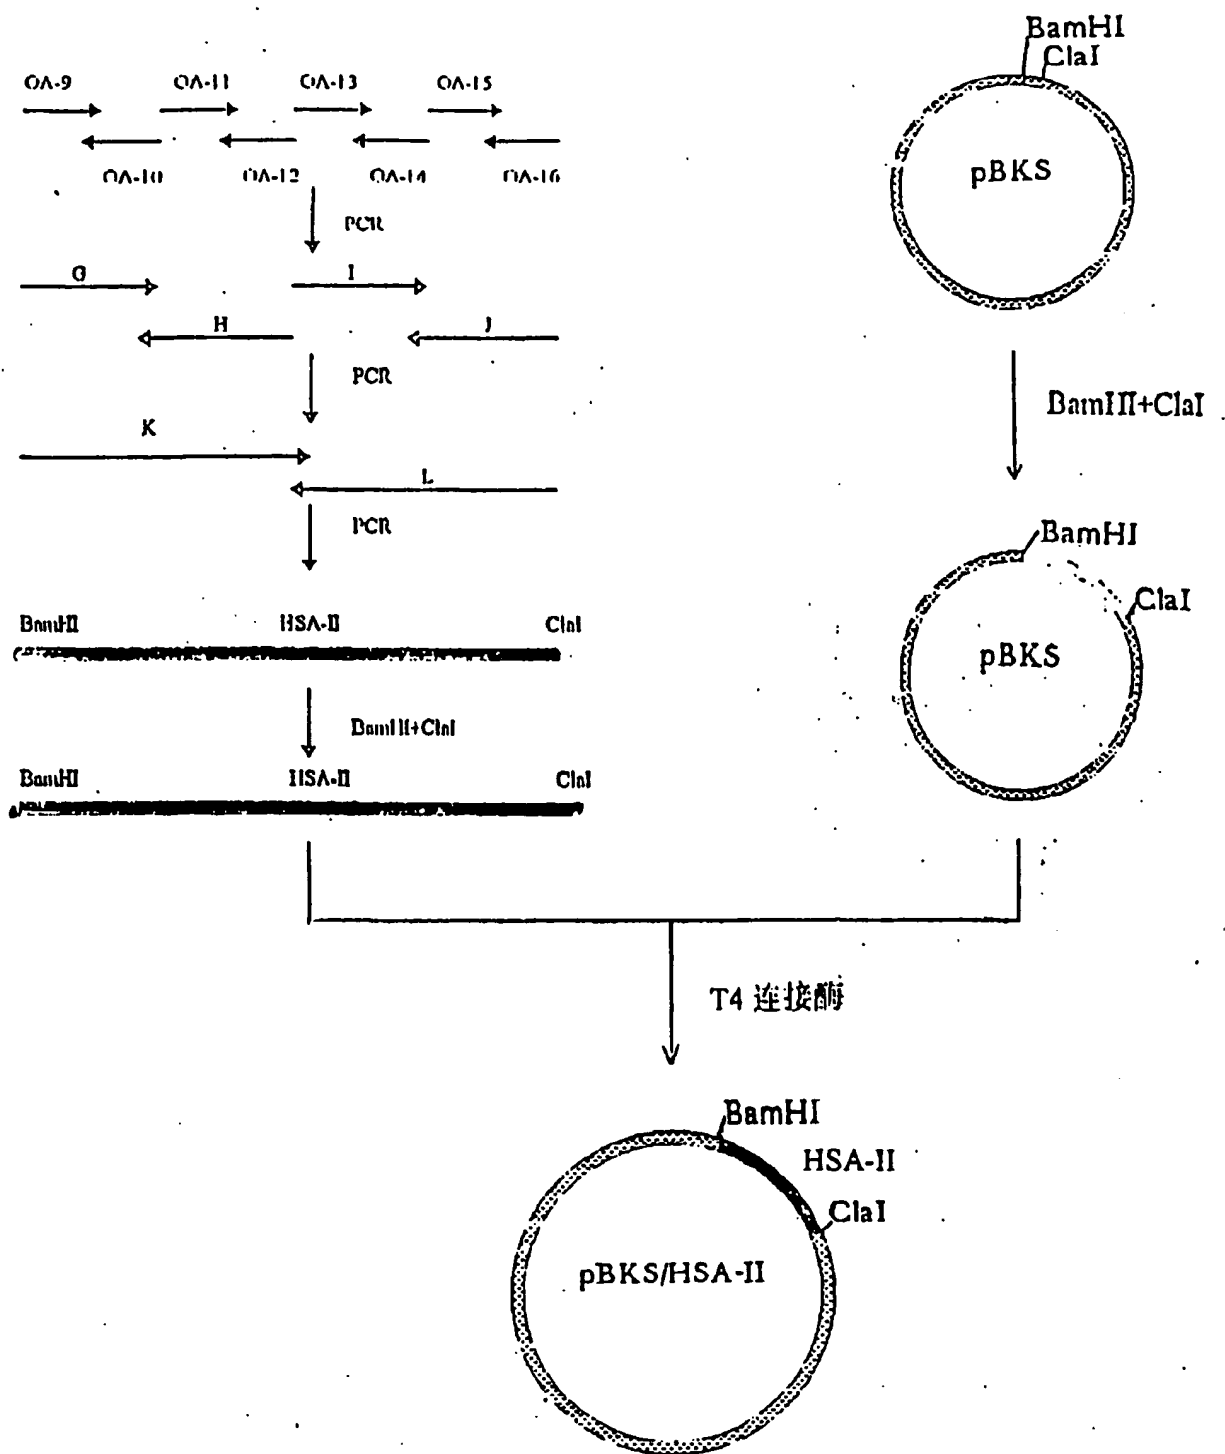 BamHI
ClaI
OA-9
OA-11
OA-13
OA-15
pBKS
OA-10
OA-12
OA-14
OA-16
PCR
G
I
H
J
PCR
BamHI+ClaI
K
L
PCR
BamHI
ClaI
BamHI
HSA-II
ClaI
pBKS
BamHI+ClaI
BamHI
HSA-II
ClaI
T4 连接酶
BamHI
HSA-II
ClaI
pBKS/HSA-II